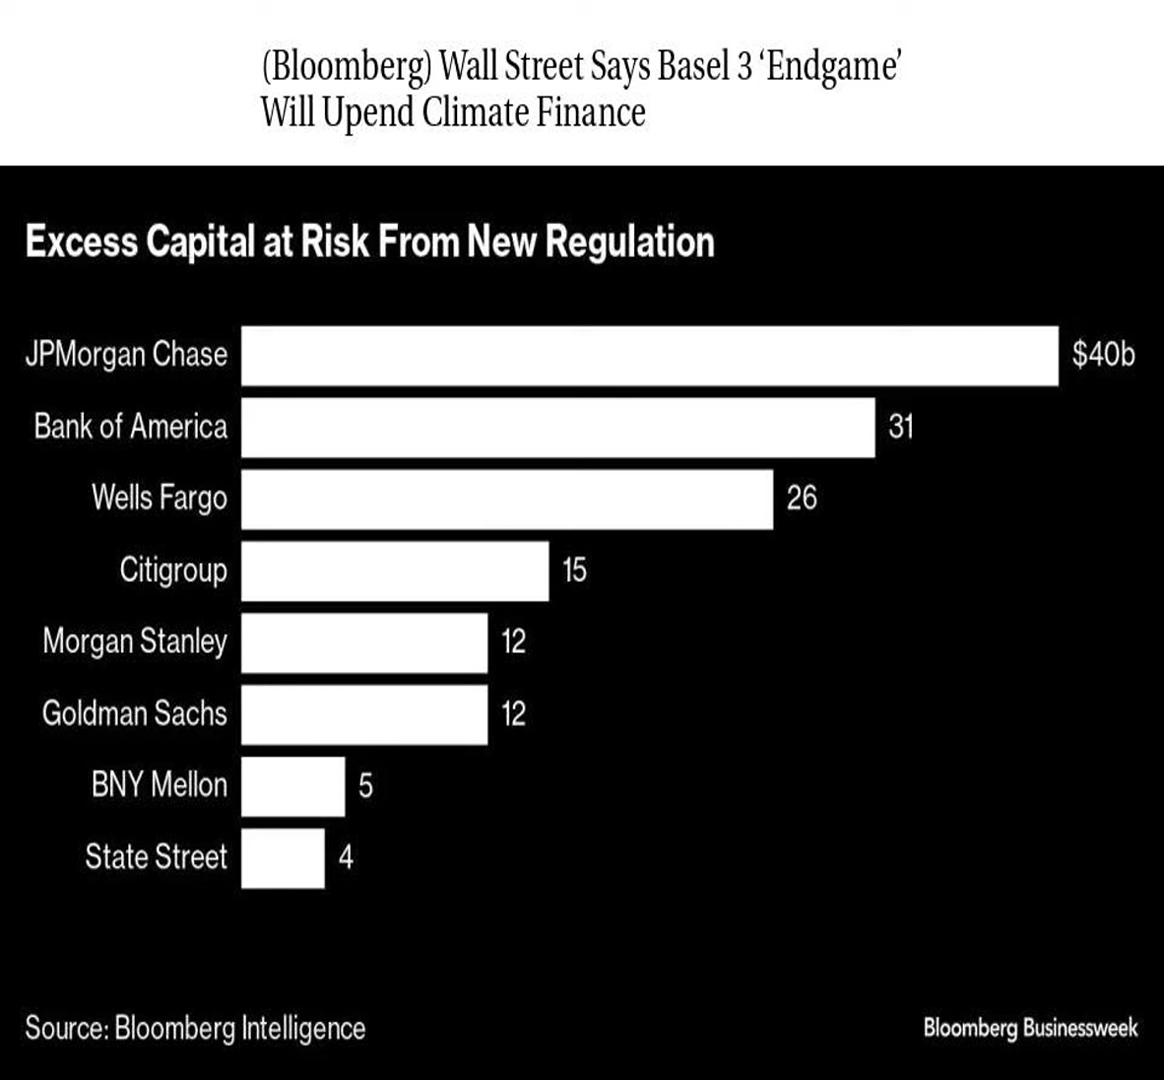 (Bloomberg) Wall Street Says Basel 3 ‘Endgame’
Will Upend Climate Finance
Excess Capital at Risk From New Regulation
JPMorgan Chase $40b
Bank of America 31
Wells Fargo 26
Citigroup 15
Morgan Stanley 12
Goldman Sachs 12
BNY Mellon 5
State Street 4
Source: Bloomberg Intelligence
Bloomberg Businessweek